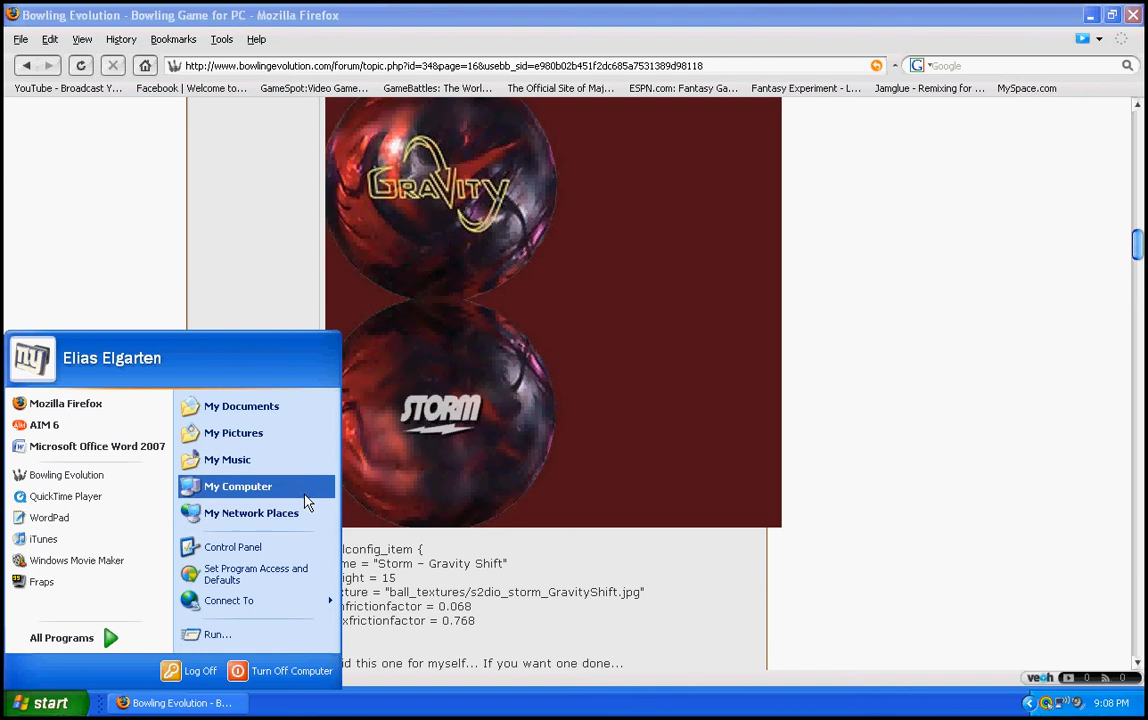 Bowling Evolution - Bowling Game for PC - Mozilla Firefox
File Edit View History Bookmarks Tools Help
http://www.bowlingevolution.com/forum/topic.php?id=34&page=16&usebb_sid=e980b02b451f2dc685a7531389d98118
Google
YouTube - Broadcast Y... Facebook | Welcome to... GameSpot:Video Game... GameBattles: The Worl... The Official Site of Maj... ESPN.com: Fantasy Ga... Fantasy Experiment - L... Jamglue - Remixing for ... MySpace.com
GRAVITY
STORM
Elias Elgarten
Mozilla Firefox
AIM 6
Microsoft Office Word 2007
Bowling Evolution
QuickTime Player
WordPad
iTunes
Windows Movie Maker
Fraps
All Programs
My Documents
My Pictures
My Music
My Computer
My Network Places
Control Panel
Set Program Access and
Defaults
Connect To
Run...
Log Off Turn Off Computer
lconfig_item {
me = "Storm - Gravity Shift"
ight = 15
xture = "ball_textures/s2dio_storm_GravityShift.jpg"
nfrictionfactor = 0.068
xfrictionfactor = 0.768
id this one for myself... If you want one done...
veoh 0 0
start Bowling Evolution - B... 9:08 PM